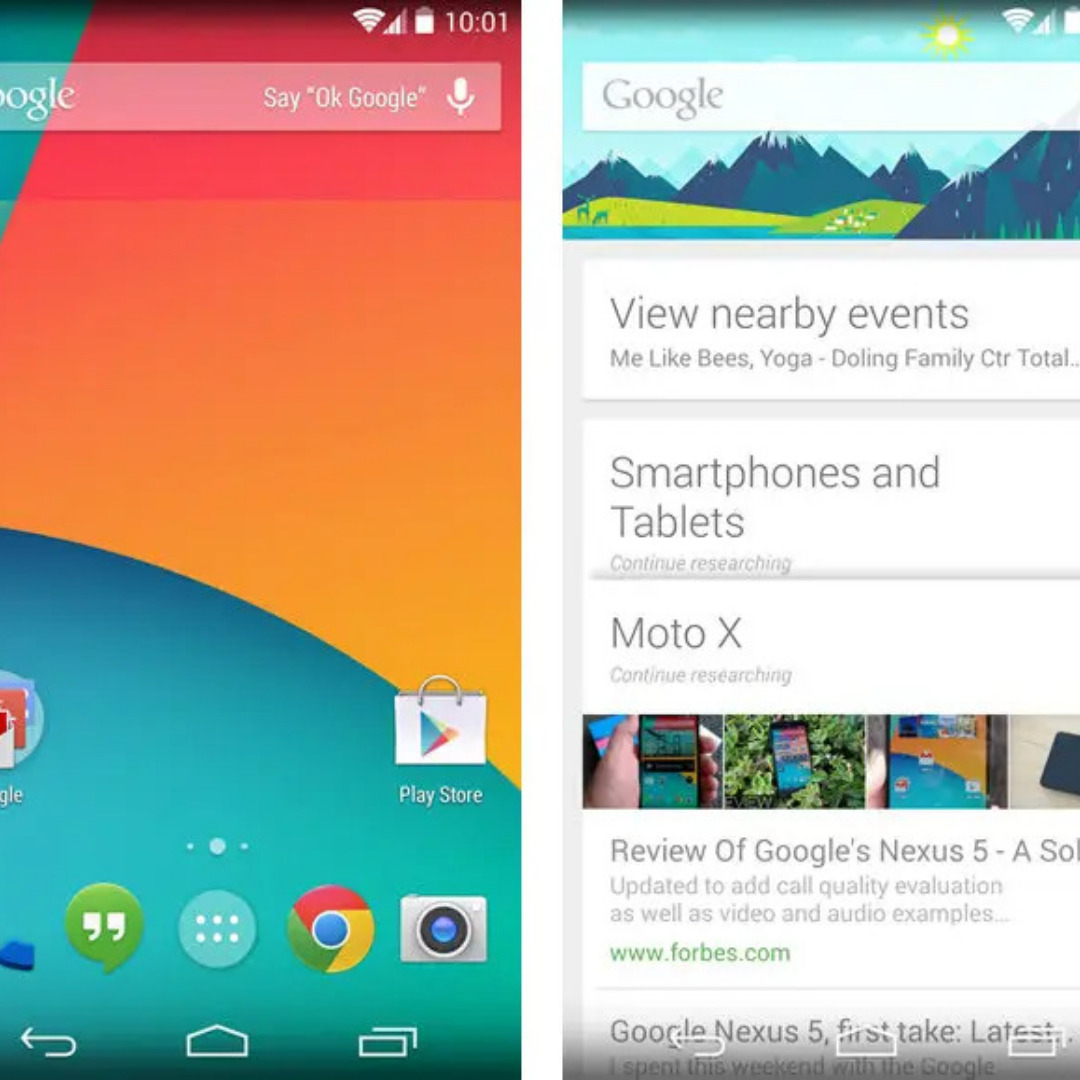 10:01
oogle
Say "Ok Google"
gle
Play Store
Google
View nearby events
Me Like Bees, Yoga - Doling Family Ctr Total...
Smartphones and
Tablets
Continue researching
Moto X
Continue researching
Review Of Google's Nexus 5 - A Sol
Updated to add call quality evaluation
as well as video and audio examples...
www.forbes.com
Google Nexus 5, first take: Latest...
I spent this weekend with the Google